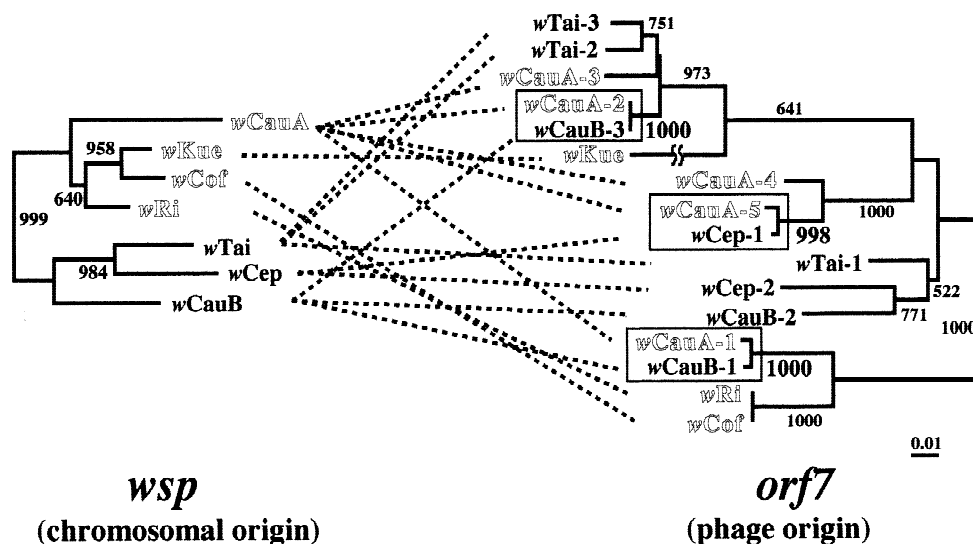 wCauA
958
wKue
wCof
640
wRi
999
wTai
984
wCep
wCauB
wsp
(chromosomal origin)
wTai-3
751
wTai-2
wCauA-3
973
wCauA-2
wCauB-3
1000
641
wKue
wCauA-4
wCauA-5
1000
wCep-1
998
wTai-1
wCep-2
522
771
wCauB-2
1000
wCauA-1
wCauB-1
1000
wRi
wCof
1000
0.01
orf7
(phage origin)